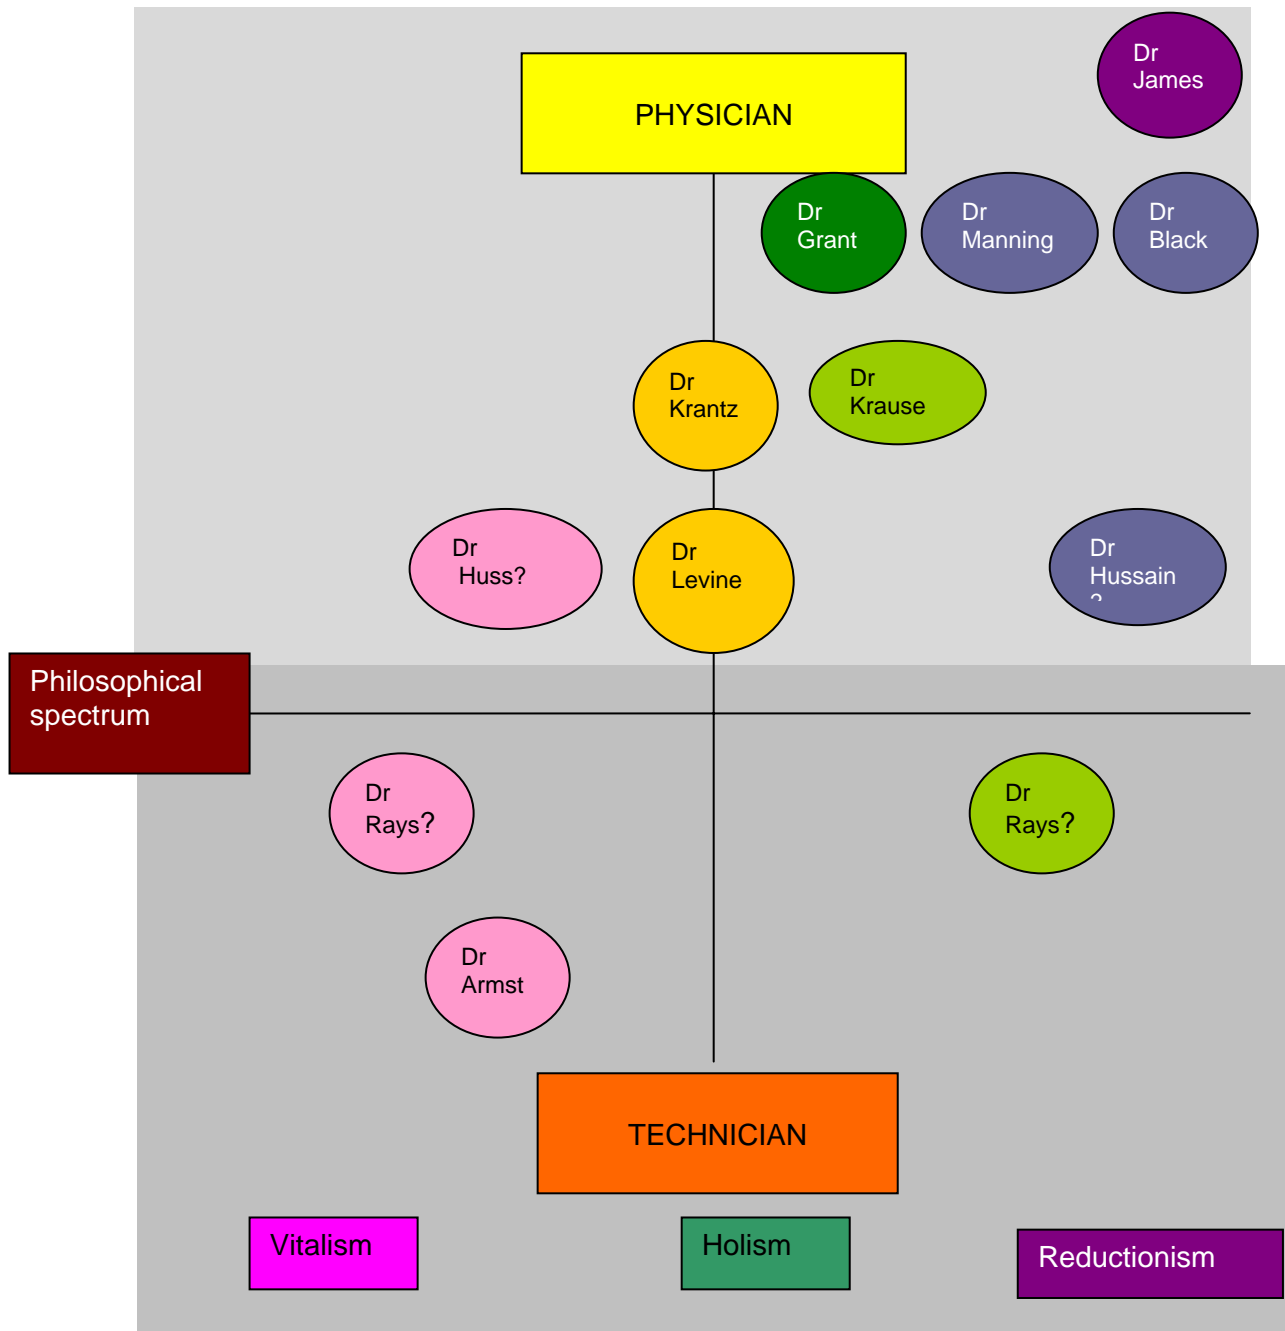 Dr
James
PHYSICIAN
Dr
Grant
Dr
Manning
Dr
Black
Dr
Krantz
Dr
Krause
Dr
Huss?
Dr
Levine
Dr
Hussain
?
Philosophical
spectrum
Dr
Rays?
Dr
Rays?
Dr
Armst
TECHNICIAN
Vitalism
Holism
Reductionism